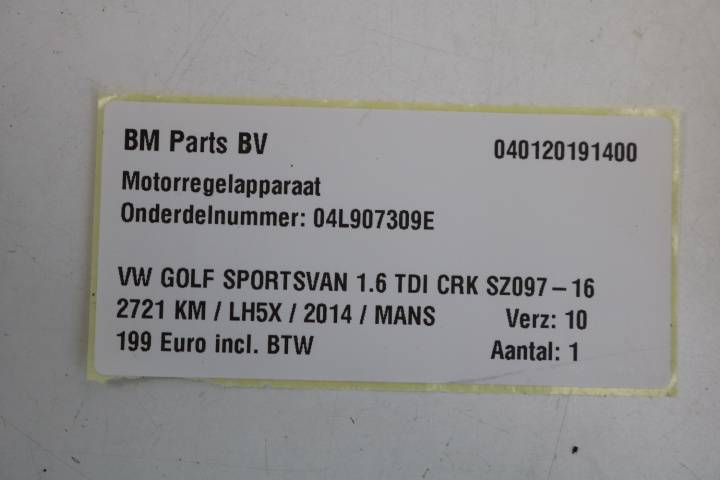 BM Parts BV 040120191400
Motorregelapparaat
Onderdelnummer: 04L907309E
VW GOLF SPORTSVAN 1.6 TDI CRK SZ097-16
2721 KM / LH5X / 2014 / MANS Verz: 10
199 Euro incl. BTW Aantal: 1